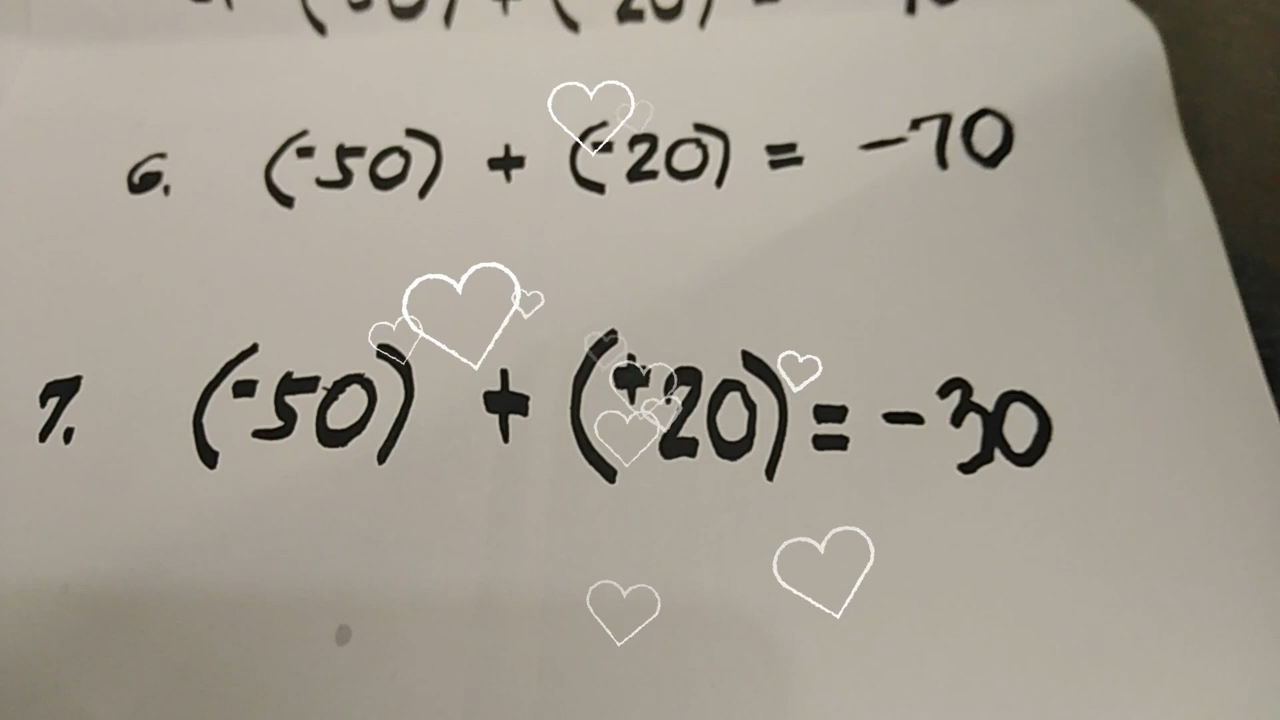 6. (-50) + (-20) = -70
7. (-50) + (+20) = -30